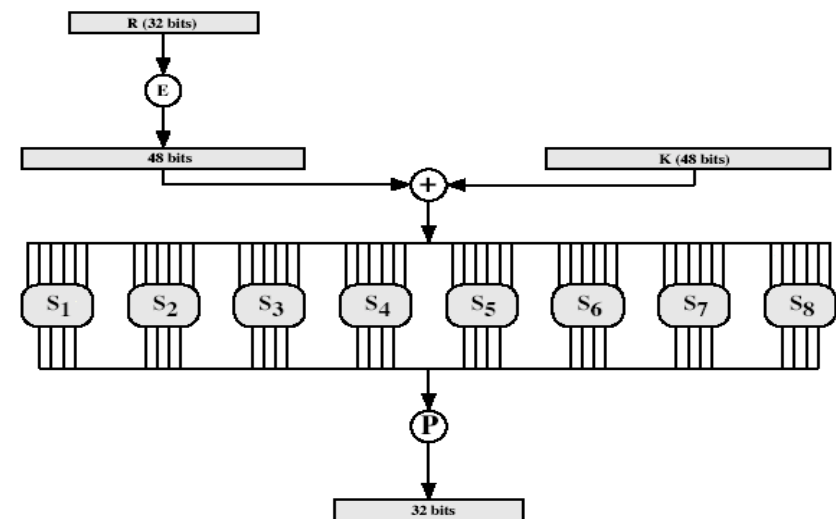 R (32 bits)
E
48 bits
K (48 bits)
+
S1 S2 S3 S4 S5 S6 S7 S8
P
32 bits